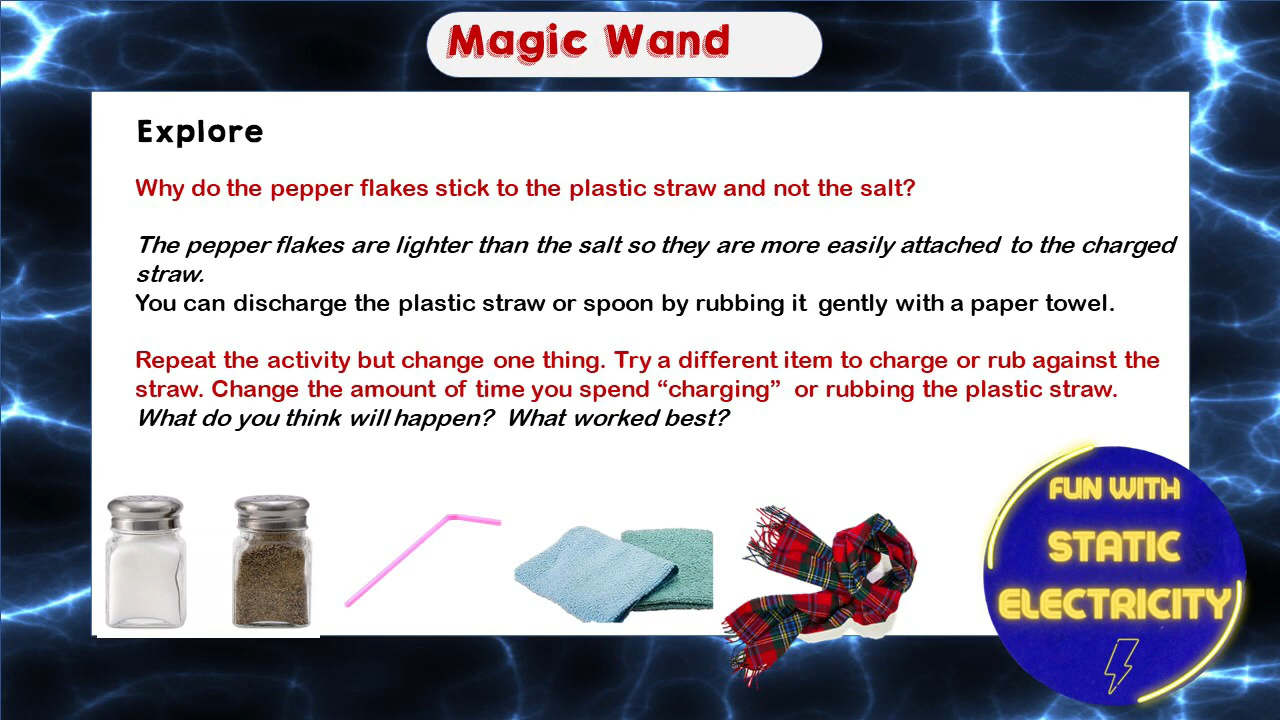 Magic Wand
Explore
Why do the pepper flakes stick to the plastic straw and not the salt?
The pepper flakes are lighter than the salt so they are more easily attached to the charged
straw.
You can discharge the plastic straw or spoon by rubbing it gently with a paper towel.
Repeat the activity but change one thing. Try a different item to charge or rub against the
straw. Change the amount of time you spend “charging” or rubbing the plastic straw.
What do you think will happen? What worked best?
FUN WITH
STATIC
ELECTRICITY